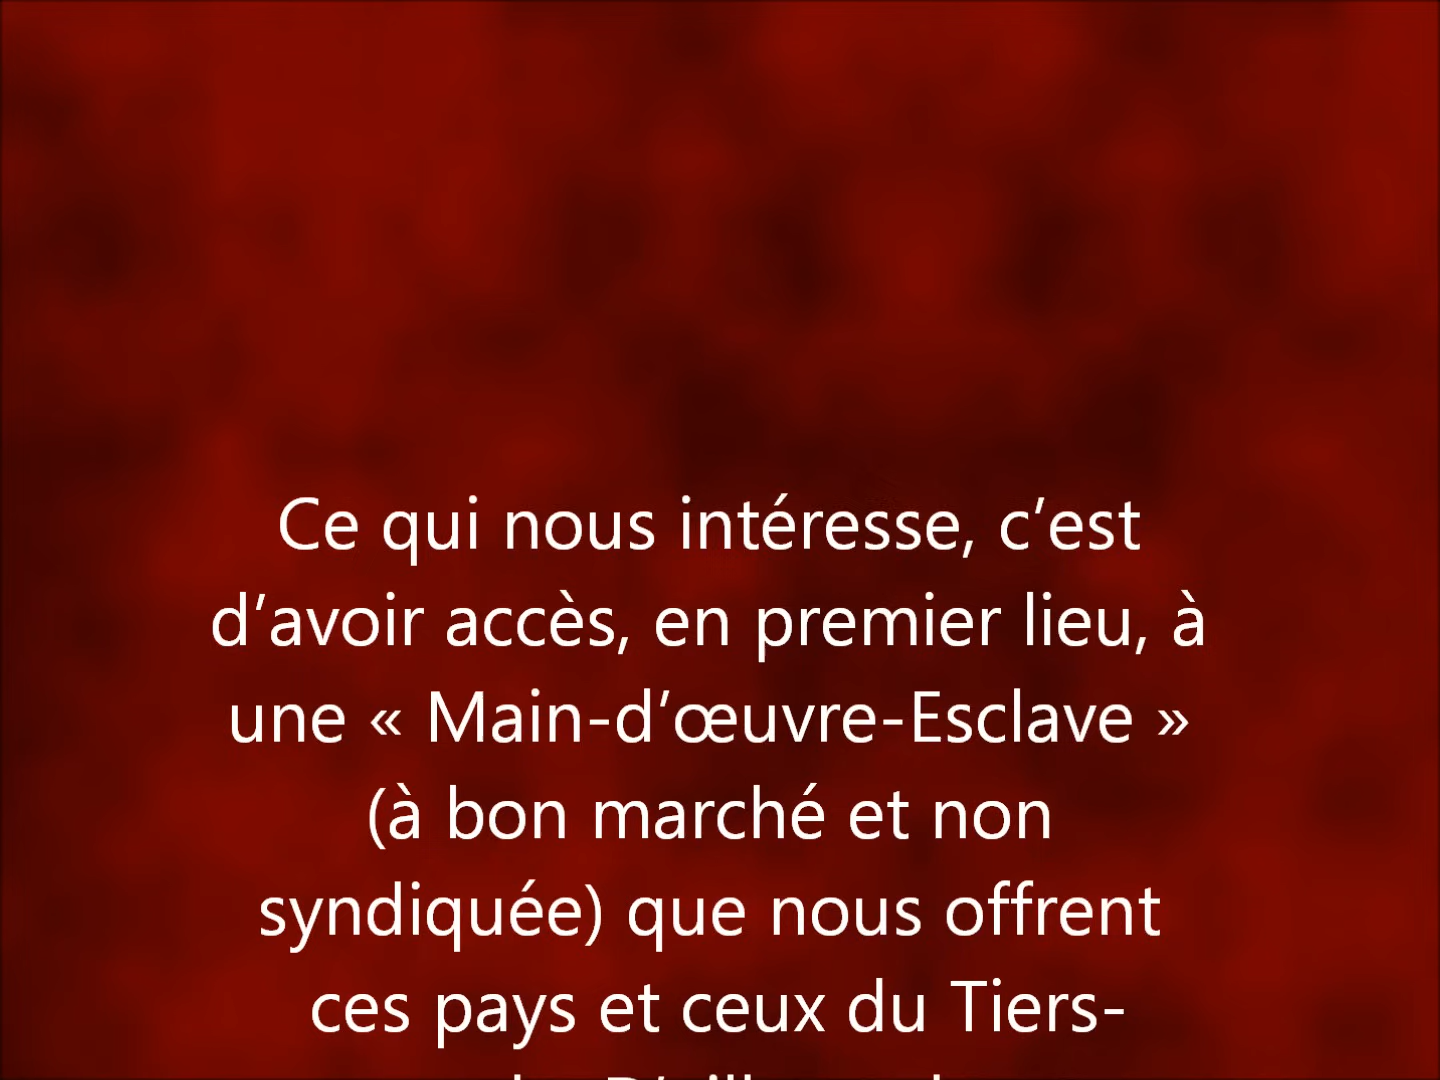 Ce qui nous intéresse, c’est
d’avoir accès, en premier lieu, à
une « Main-d’œuvre-Esclave »
(à bon marché et non
syndiquée) que nous offrent
ces pays et ceux du Tiers-